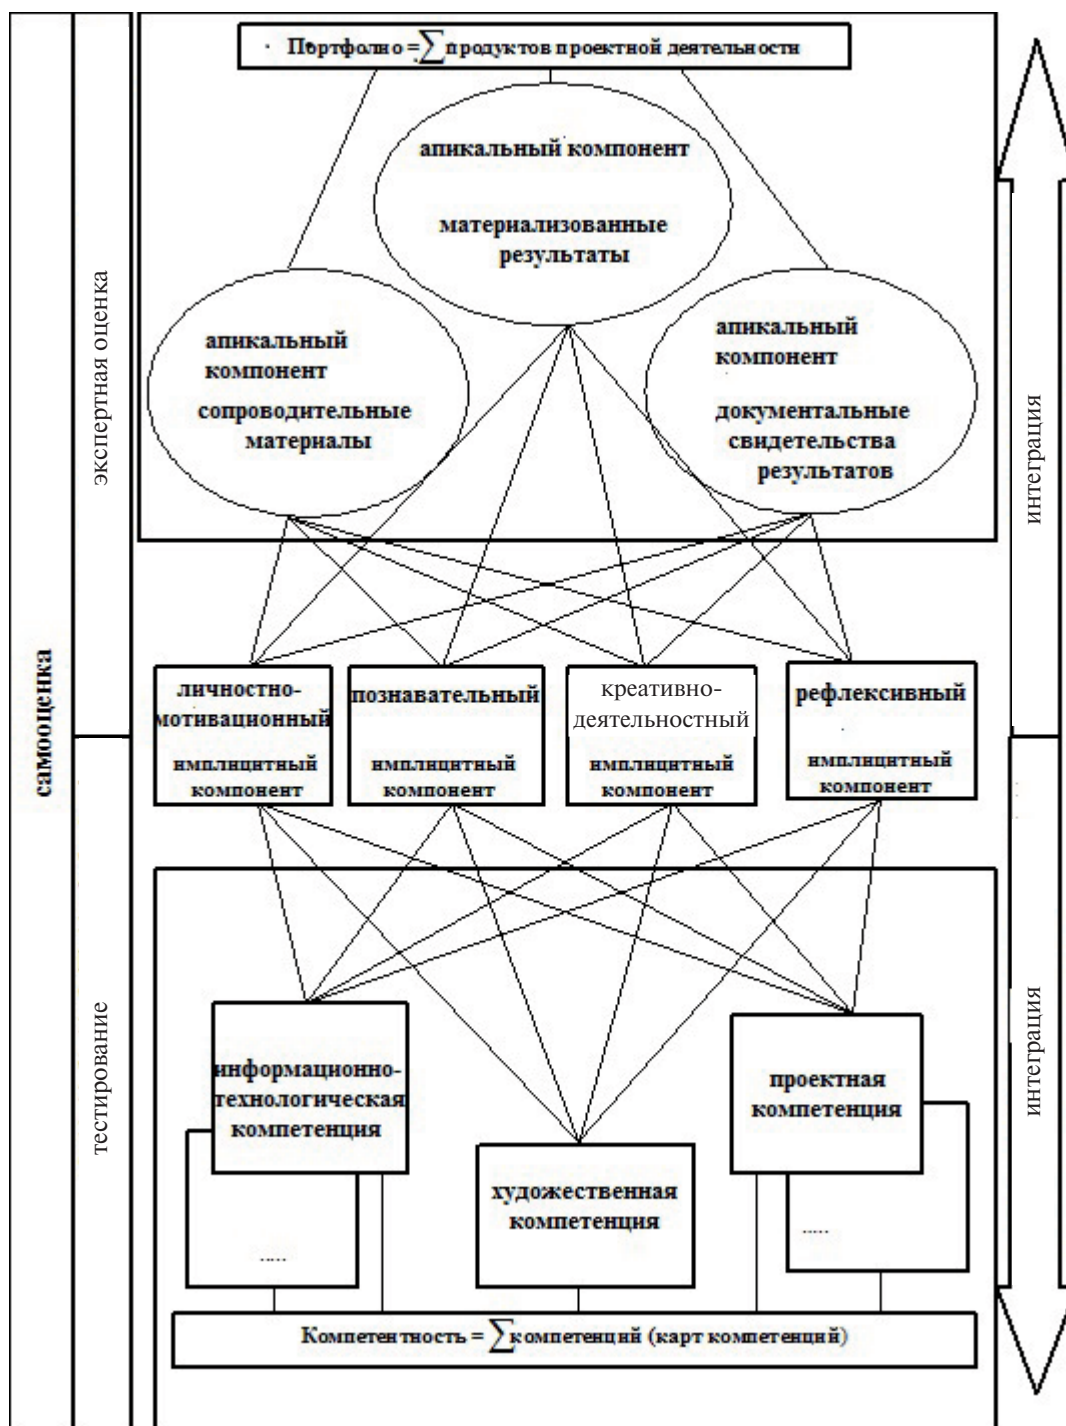 Портфолио = ∑ продуктов проектной деятельности
апикальный компонент
материализованные
результаты
апикальный
компонент
сопроводительные
материалы
апикальный
компонент
документальные
свидетельства
результатов
экспертная оценка
интеграция
самооценка
личностно-
мотивационный
имплицитный
компонент
познавательный
имплицитный
компонент
креативно-
деятельностный
имплицитный
компонент
рефлексивный
имплицитный
компонент
тестирование
интеграция
информационно-
технологическая
компетенция
.....
художественная
компетенция
проектная
компетенция
.....
Компетентность = ∑ компетенций (карт компетенций)